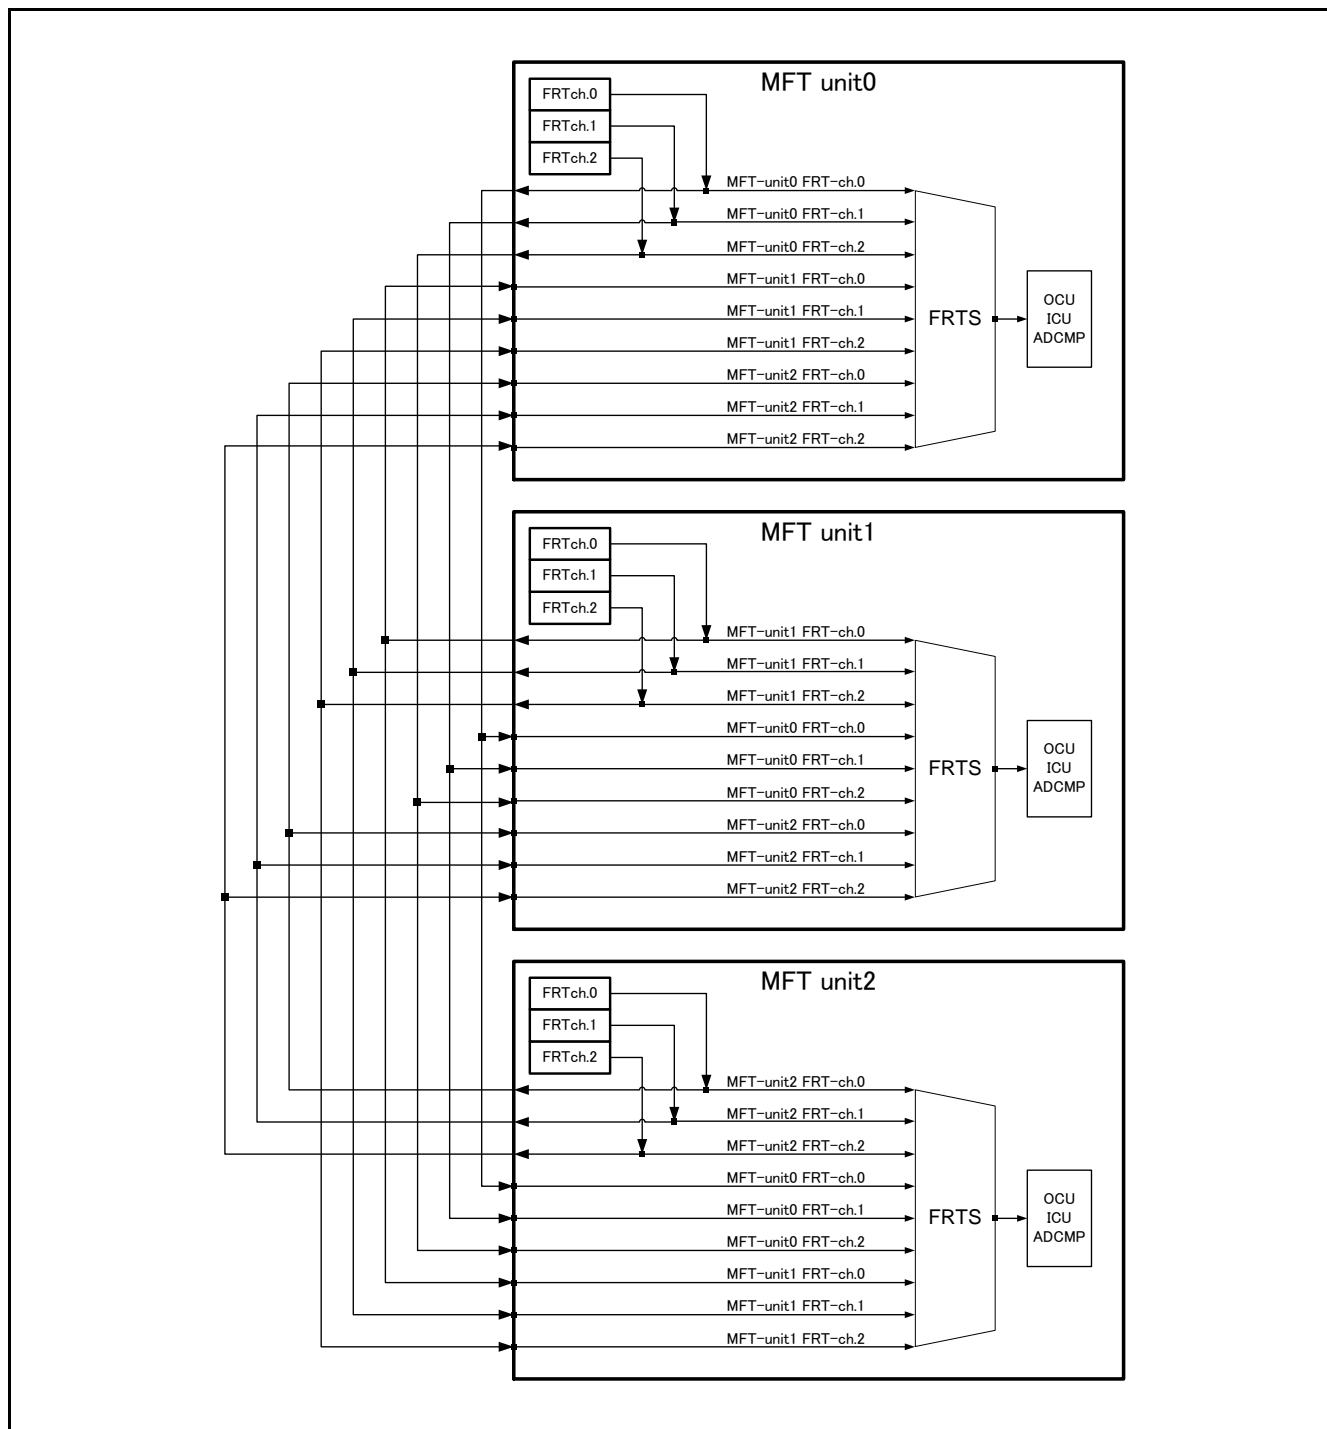 MFT unit0
FRTch.0
FRTch.1
FRTch.2
MFT-unit0 FRT-ch.0
MFT-unit0 FRT-ch.1
MFT-unit0 FRT-ch.2
MFT-unit1 FRT-ch.0
MFT-unit1 FRT-ch.1
MFT-unit1 FRT-ch.2
MFT-unit2 FRT-ch.0
MFT-unit2 FRT-ch.1
MFT-unit2 FRT-ch.2
FRTS
OCU
ICU
ADCMP
MFT unit1
FRTch.0
FRTch.1
FRTch.2
MFT-unit1 FRT-ch.0
MFT-unit1 FRT-ch.1
MFT-unit1 FRT-ch.2
MFT-unit0 FRT-ch.0
MFT-unit0 FRT-ch.1
MFT-unit0 FRT-ch.2
MFT-unit2 FRT-ch.0
MFT-unit2 FRT-ch.1
MFT-unit2 FRT-ch.2
FRTS
OCU
ICU
ADCMP
MFT unit2
FRTch.0
FRTch.1
FRTch.2
MFT-unit2 FRT-ch.0
MFT-unit2 FRT-ch.1
MFT-unit2 FRT-ch.2
MFT-unit0 FRT-ch.0
MFT-unit0 FRT-ch.1
MFT-unit0 FRT-ch.2
MFT-unit1 FRT-ch.0
MFT-unit1 FRT-ch.1
MFT-unit1 FRT-ch.2
FRTS
OCU
ICU
ADCMP